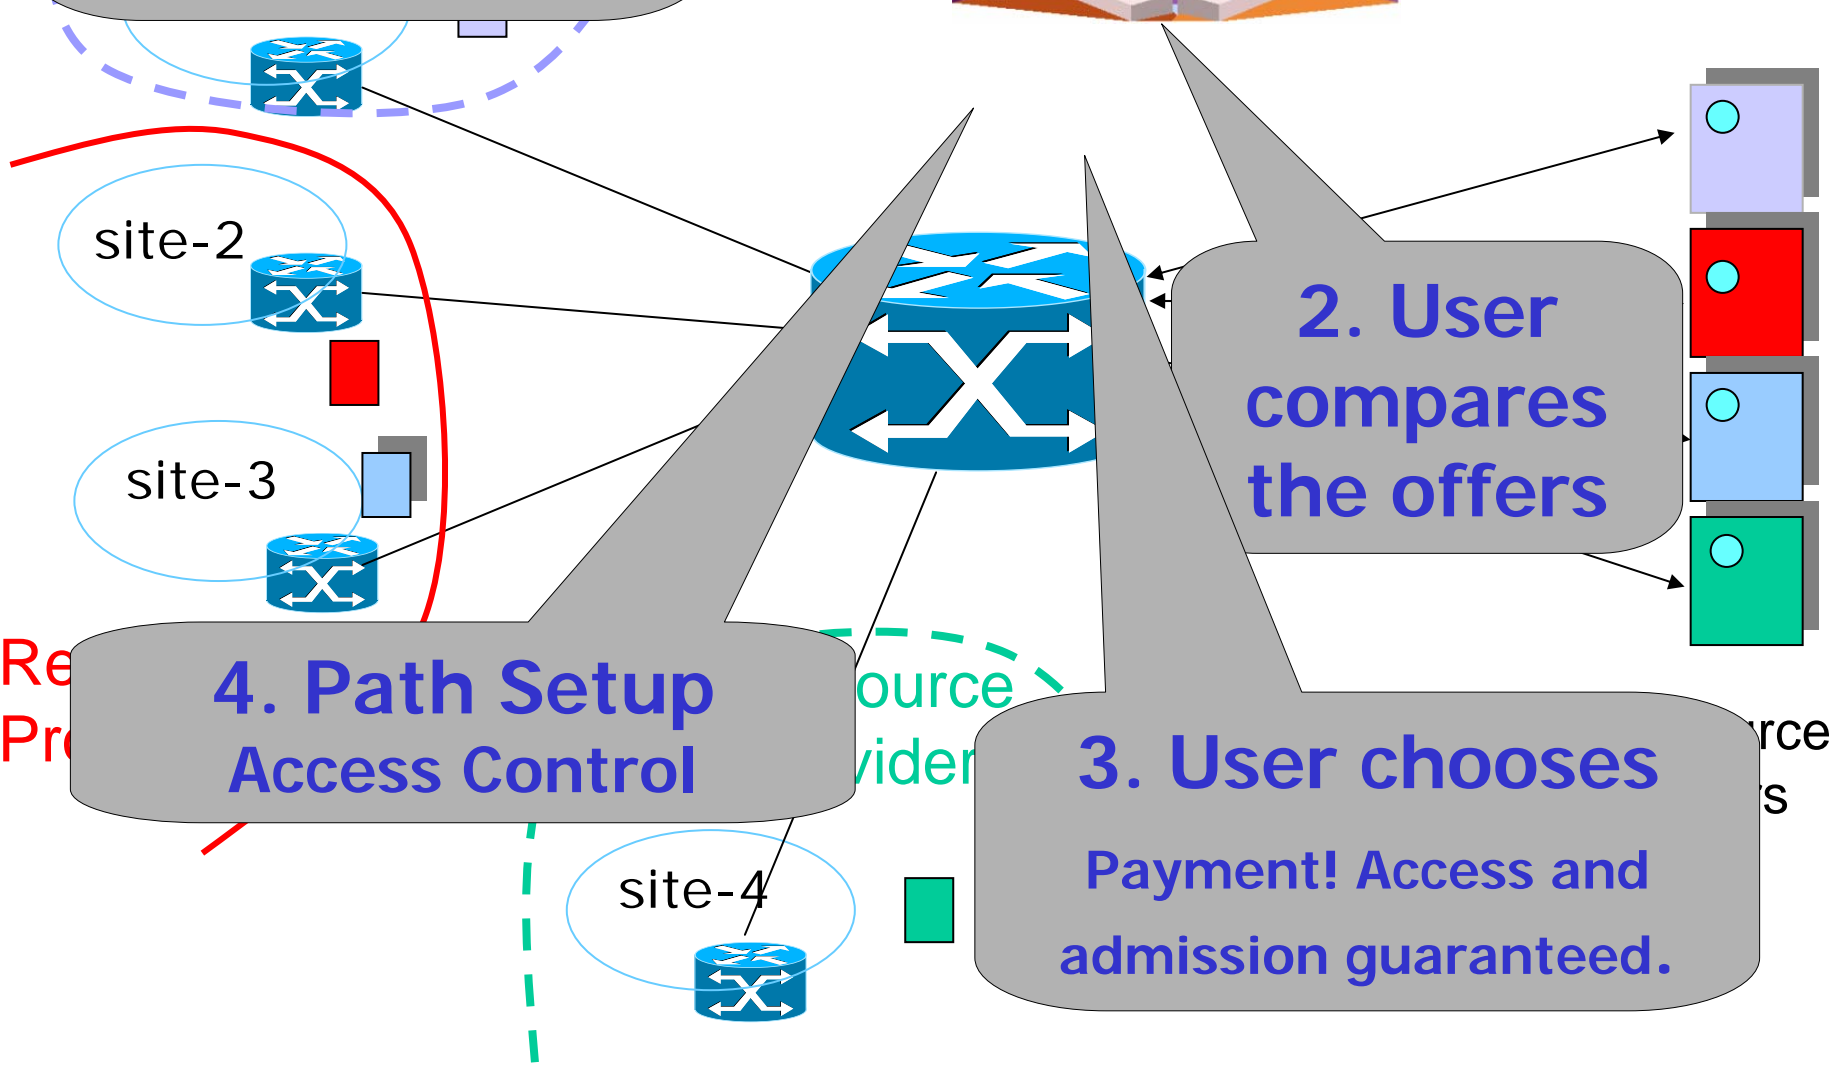 site-2
2. User
compares
the offers
site-3
4. Path Setup
Access Control
3. User chooses
Payment! Access and
admission guaranteed.
site-4